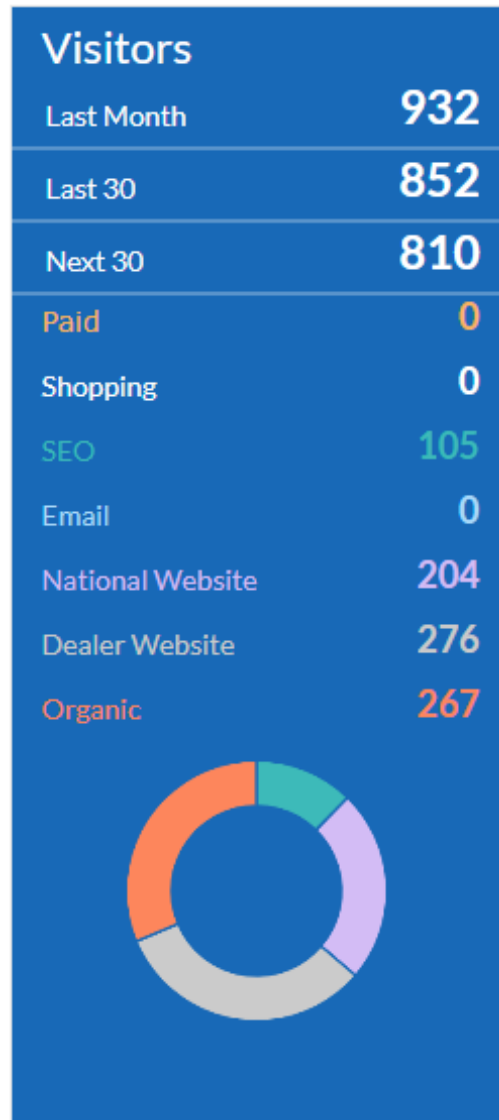 Visitors
Last Month 932
Last 30 852
Next 30 810
Paid 0
Shopping 0
SEO 105
Email 0
National Website 204
Dealer Website 276
Organic 267